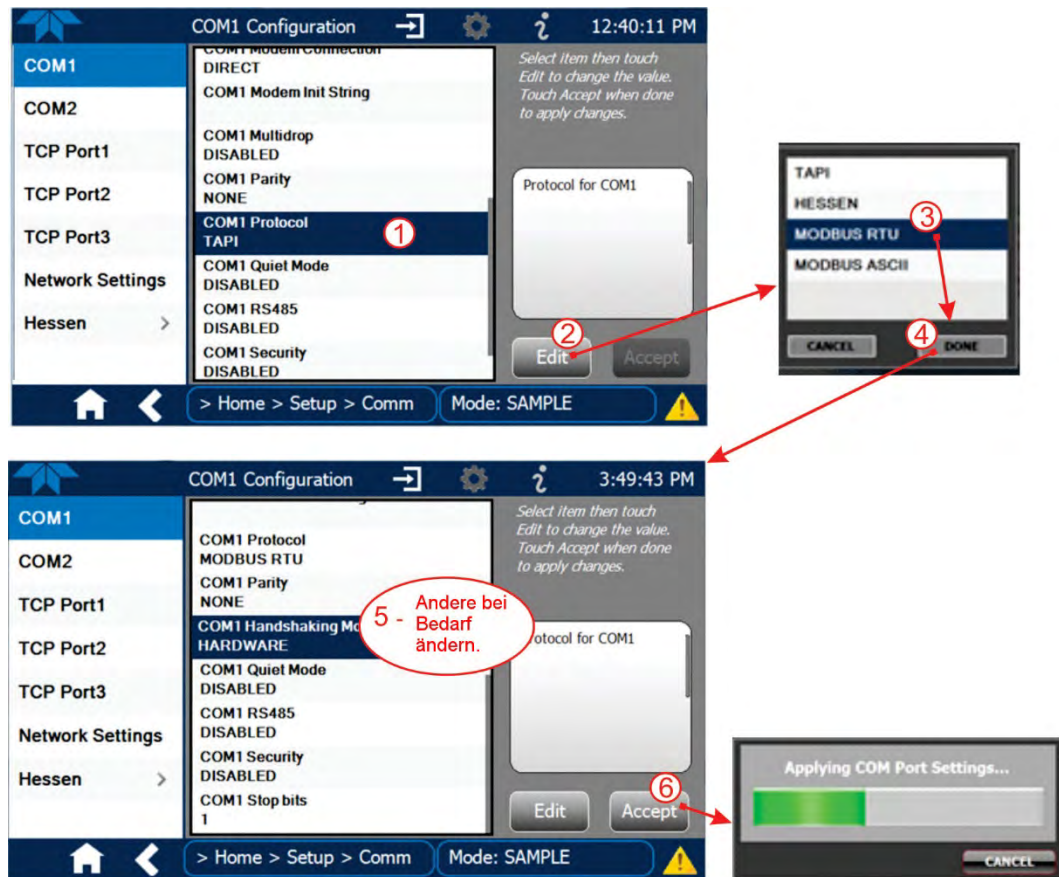 COM1 Configuration
12:40:11 PM
COM1
COM2
TCP Port1
TCP Port2
TCP Port3
Network Settings
Hessen >
COM1 Modem Connection
DIRECT
COM1 Modem Init String
COM1 Multidrop
DISABLED
COM1 Parity
NONE
COM1 Protocol
TAPI
1
COM1 Quiet Mode
DISABLED
COM1 RS485
DISABLED
COM1 Security
DISABLED
Select item then touch
Edit to change the value.
Touch Accept when done
to apply changes.
Protocol for COM1
2
Edit
Accept
> Home > Setup > Comm
Mode: SAMPLE
TAPI
HESSEN
3
MODBUS RTU
MODBUS ASCII
4
CANCEL
DONE
COM1 Configuration
3:49:43 PM
COM1
COM2
TCP Port1
TCP Port2
TCP Port3
Network Settings
Hessen >
COM1 Protocol
MODBUS RTU
COM1 Parity
NONE
COM1 Handshaking Mo
HARDWARE
5 - Andere bei
Bedarf
ändern.
COM1 Quiet Mode
DISABLED
COM1 RS485
DISABLED
COM1 Security
DISABLED
COM1 Stop bits
1
Select item then touch
Edit to change the value.
Touch Accept when done
to apply changes.
otocol for COM1
6
Edit
Accept
> Home > Setup > Comm
Mode: SAMPLE
Applying COM Port Settings...
CANCEL